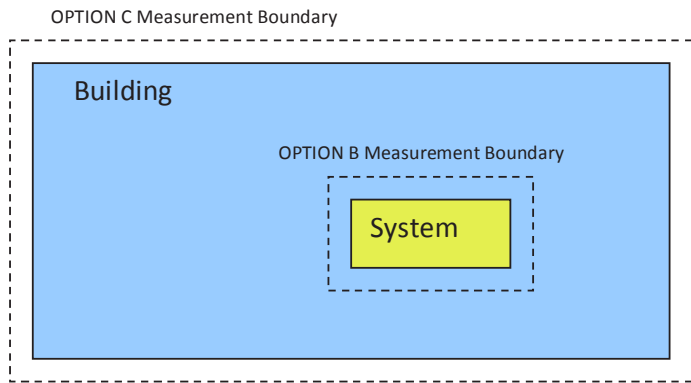 OPTION C Measurement Boundary
Building
OPTION B Measurement Boundary
System